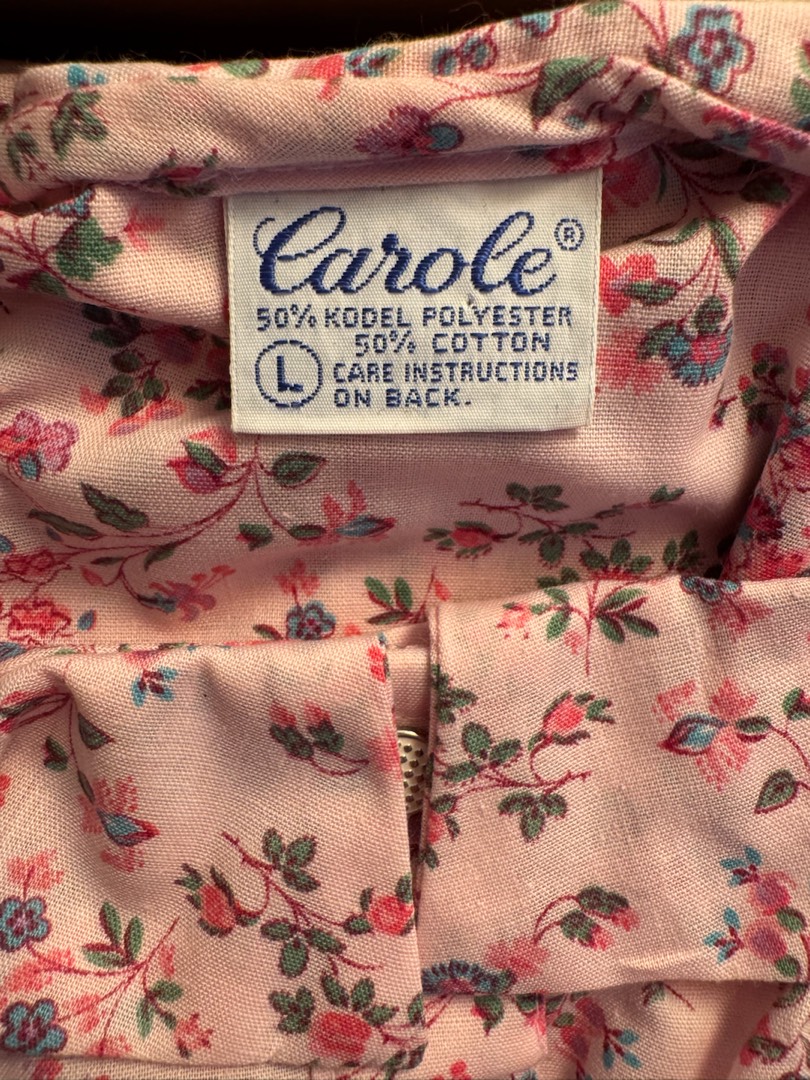 Carole®
50% KODEL POLYESTER
50% COTTON
L CARE INSTRUCTIONS
ON BACK.